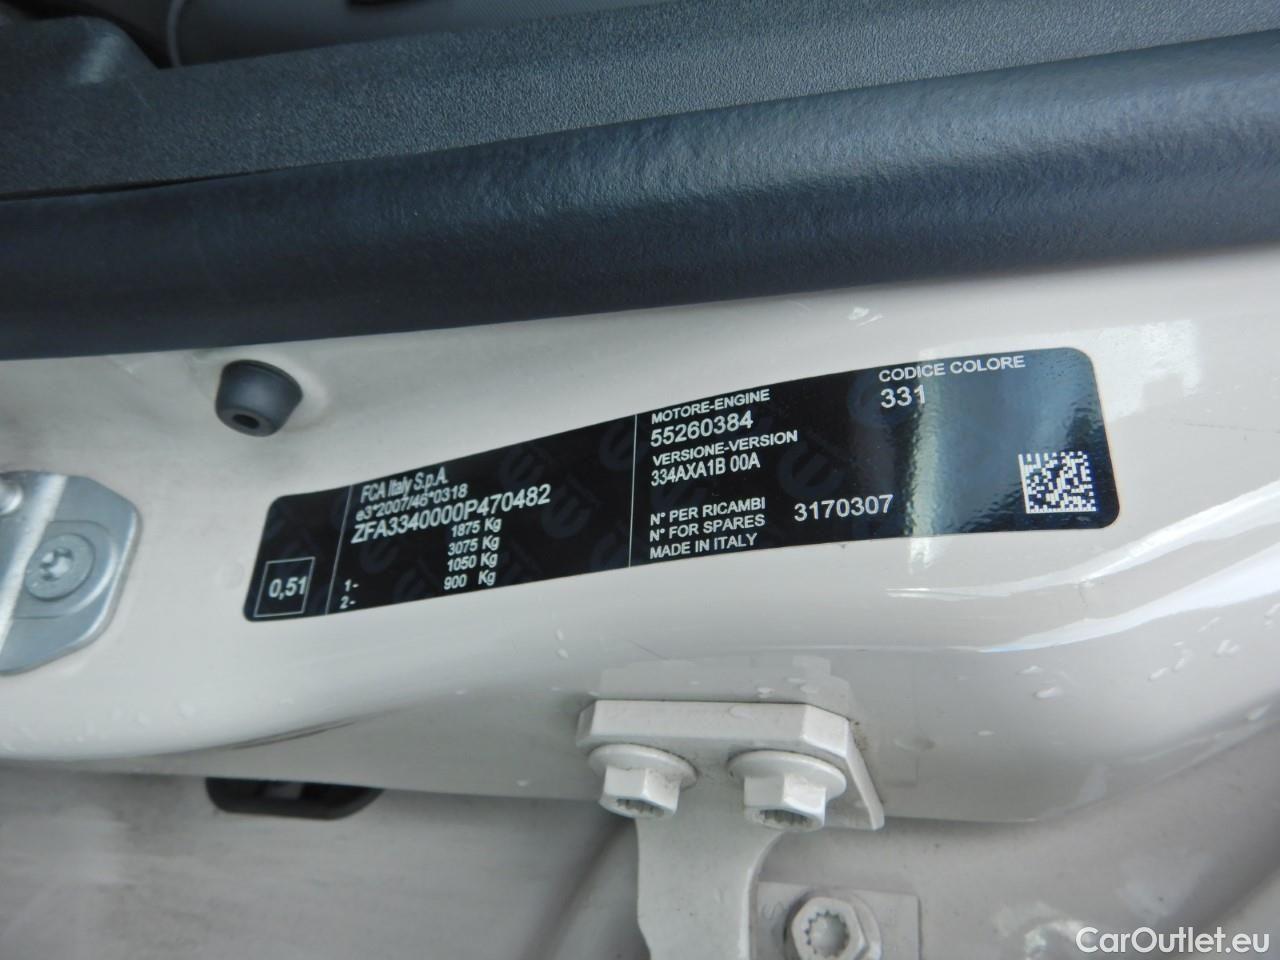 FCA Italy S.p.A.
e3*2007/46*0318
ZFA3340000P470482
1875 Kg
3075 Kg
1- 1050 Kg
2- 900 Kg
0,51
MOTORE-ENGINE
55260384
VERSIONE-VERSION
334AXA1B 00A
N° PER RICAMBI
N° FOR SPARES 3170307
MADE IN ITALY
CODICE COLORE
331
CarOutlet.eu